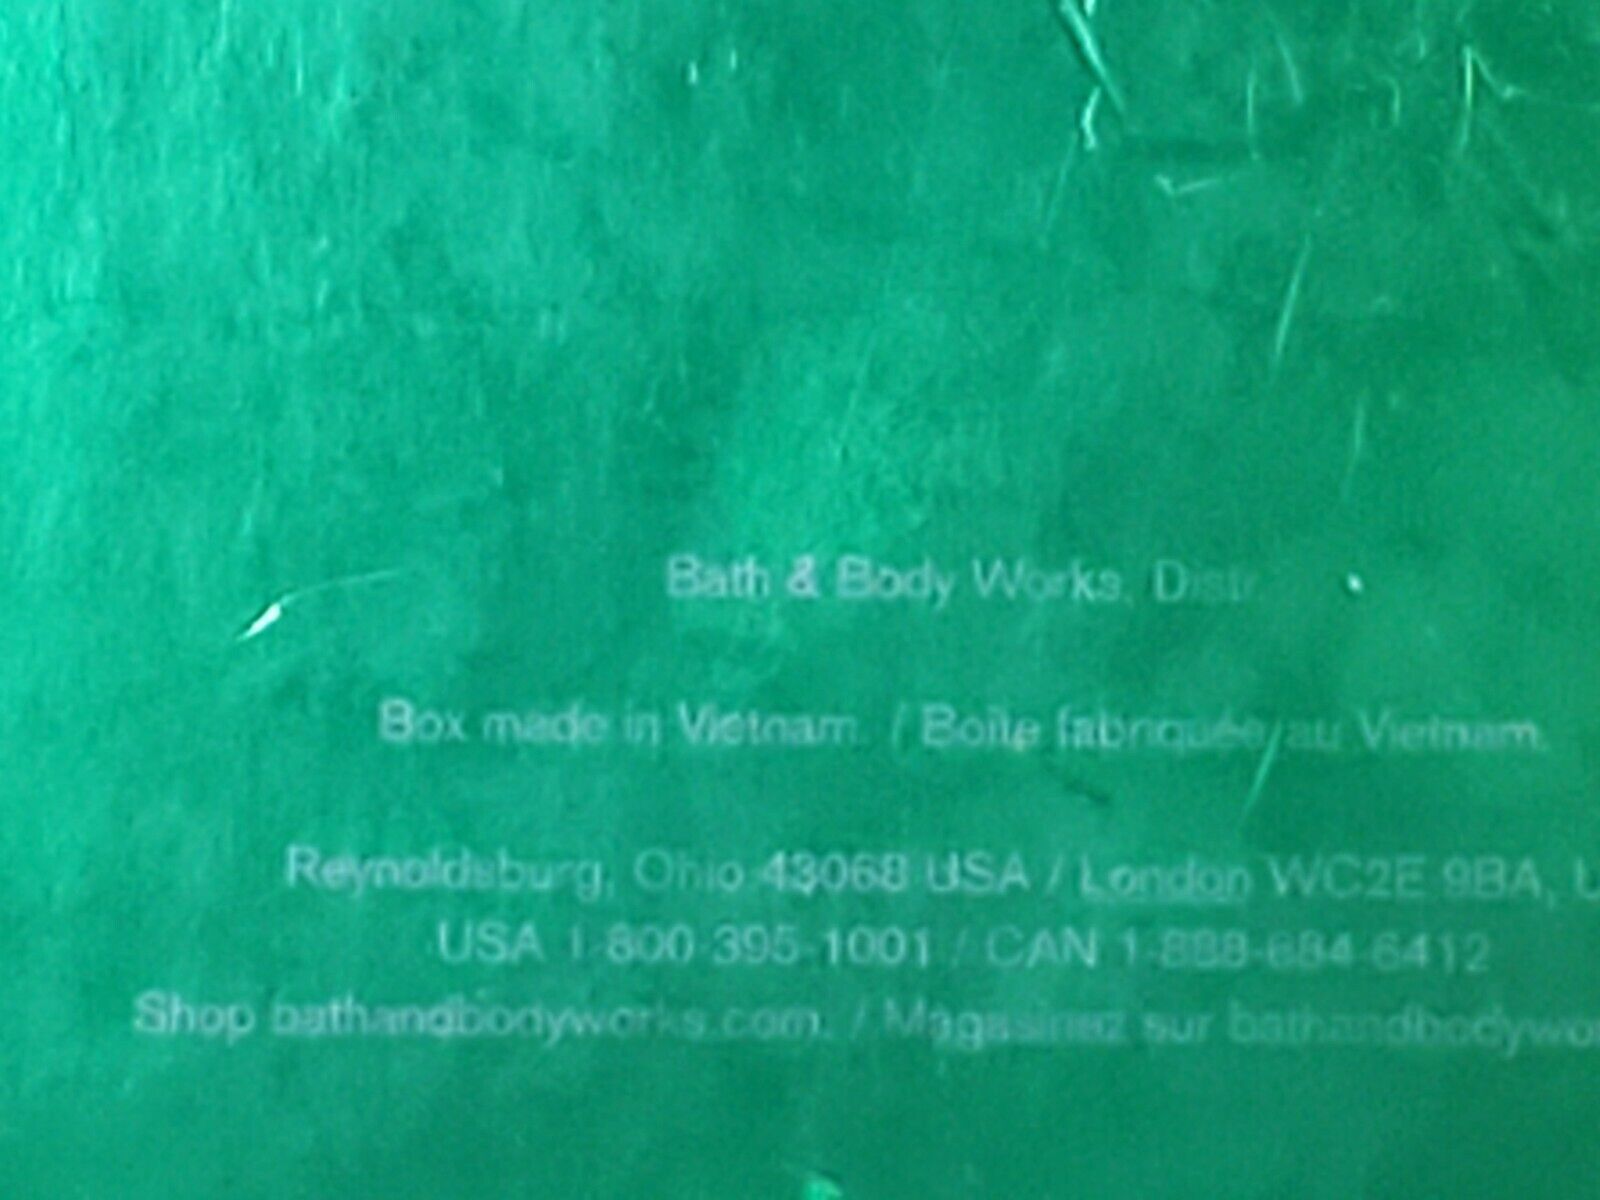 Bath & Body Works, Distr
Box made in Vietnam. / Boîte fabriquée au Vietnam.
Reynoldsburg, Ohio 43068 USA / London WC2E 9BA, U
USA 1-800-395-1001 / CAN 1-888-684-6412
Shop bathandbodyworks.com. / Magasinez sur bathandbodywor